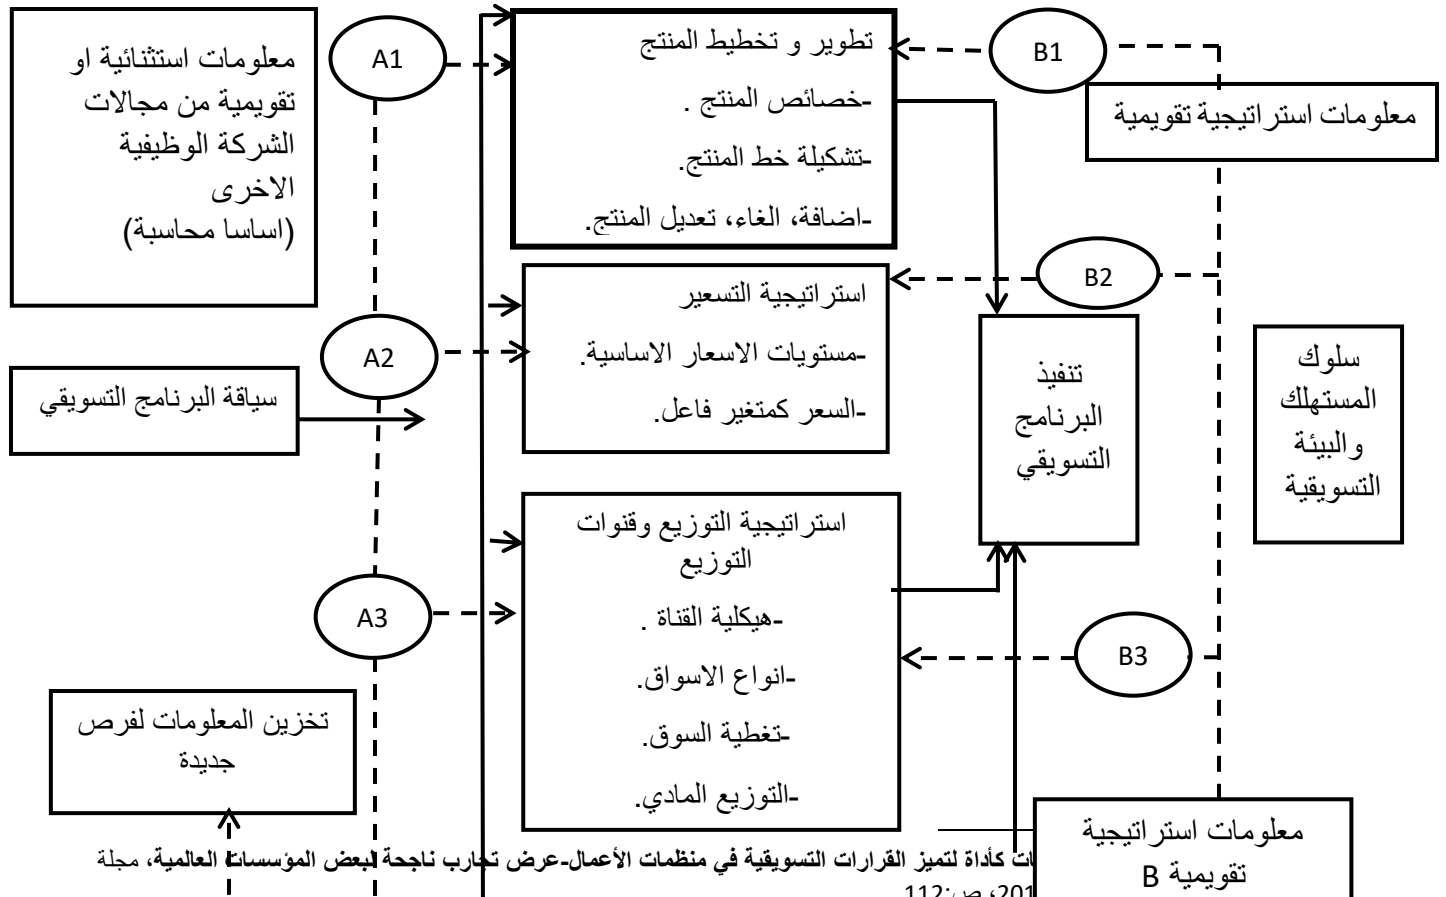 معلومات استثنائية او
تقويمية من مجالات
الشركة الوظيفية
الاخرى
(اساسا محاسبة)
A1
تطوير و تخطيط المنتج
-خصائص المنتج .
-تشكيلة خط المنتج.
-اضافة، الغاء، تعديل المنتج.
B1
معلومات استراتيجية تقويمية
استراتيجية التسعير
-مستويات الاسعار الاساسية.
-السعر كمتغير فاعل.
B2
A2
سياقة البرنامج التسويقي
تنفيذ
البرنامج
التسويقي
سلوك
المستهلك
والبيئة
التسويقية
استراتيجية التوزيع وقنوات
التوزيع
-هيكلية القناة .
-انواع الاسواق.
-تغطية السوق.
-التوزيع المادي.
A3
B3
تخزين المعلومات لفرص
جديدة
معلومات استراتيجية
تقويمية B
كأداة لتميز القرارات التسويقية في منظمات الأعمال-عرض تجارب ناجحة لبعض المؤسسات العالمية، مجلة
ص:112